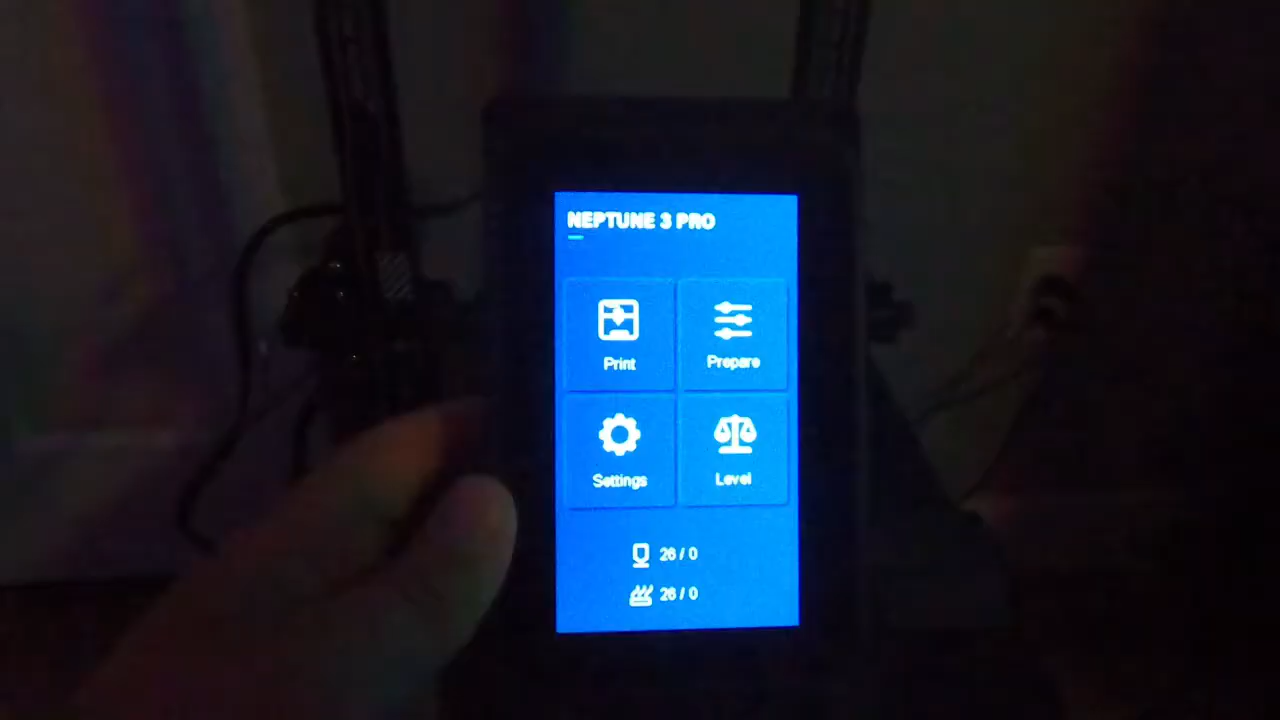 NEPTUNE 3 PRO
Print
Prepare
Settings
Level
26 / 0
26 / 0